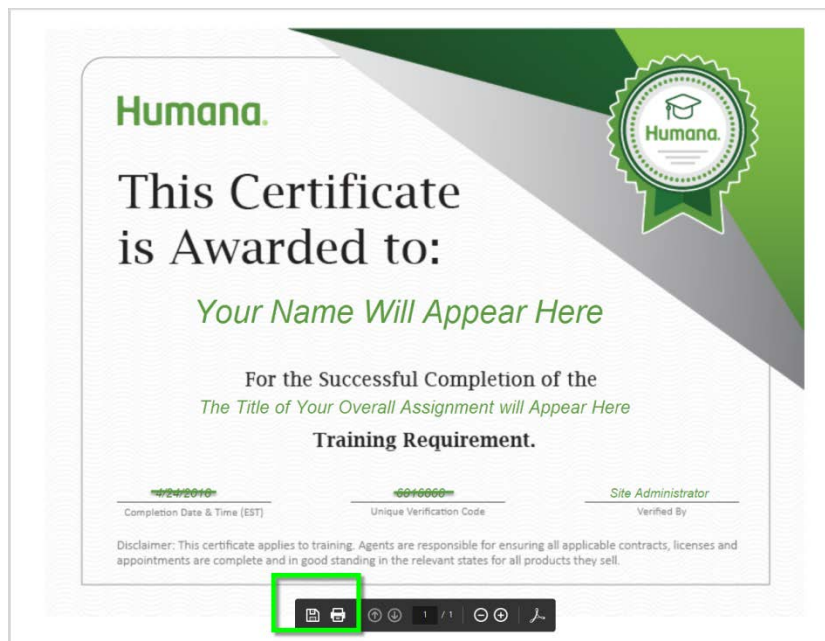 Humana.
Humana.
This Certificate
is Awarded to:
Your Name Will Appear Here
For the Successful Completion of the
The Title of Your Overall Assignment will Appear Here
Training Requirement.
Site Administrator
Completion Date & Time (EST)
Unique Verification Code
Verified By
Disclaimer: This certificate applies to training. Agents are responsible for ensuring all applicable contracts, licenses and
appointments are complete and in good standing in the relevant states for all products they sell.
1 / 1